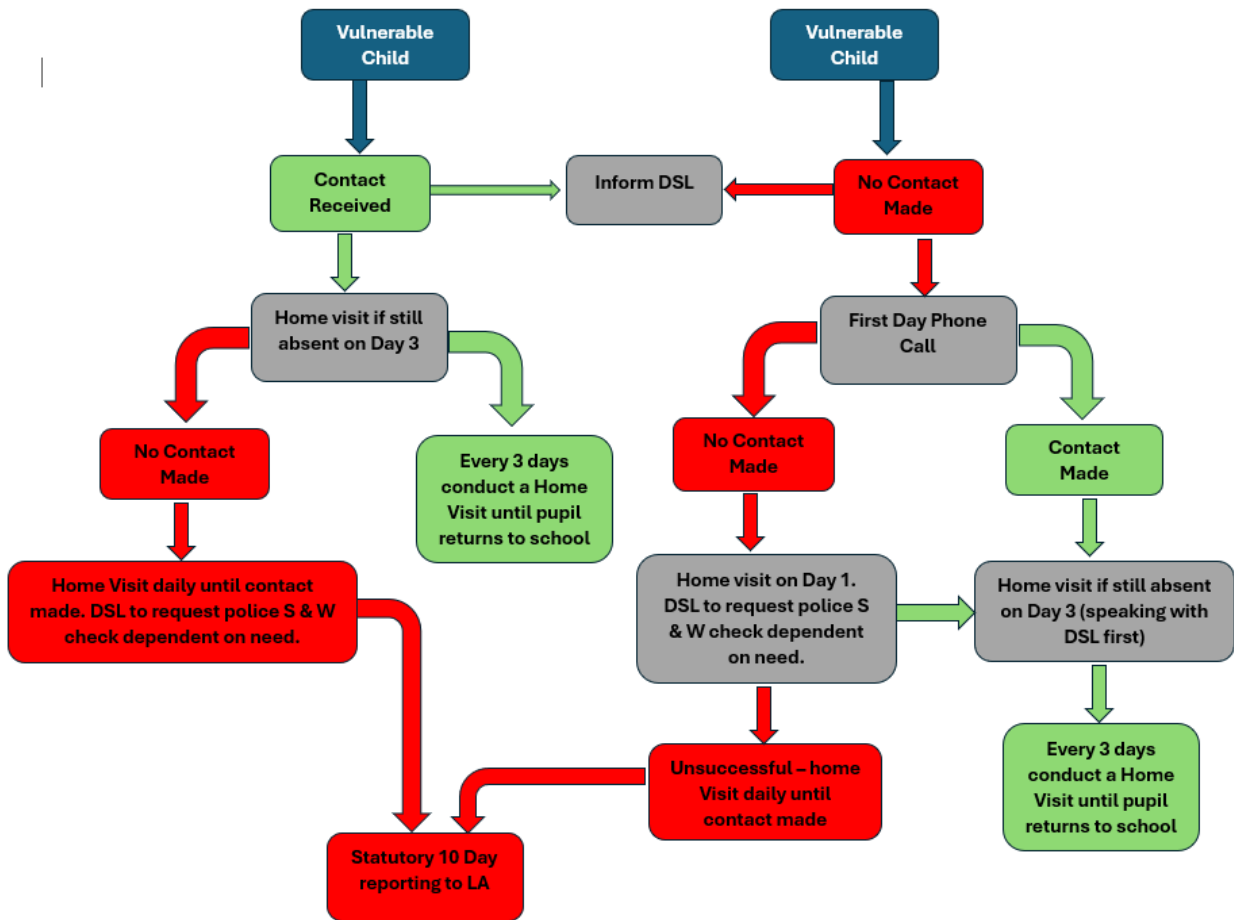 Vulnerable
Child
Vulnerable
Child
Contact
Received
Inform DSL
No Contact
Made
Home visit if still
absent on Day 3
First Day Phone
Call
No Contact
Made
Every 3 days
conduct a Home
Visit until pupil
returns to school
No Contact
Made
Contact
Made
Home Visit daily until contact
made. DSL to request police S & W
check dependent on need.
Home visit on Day 1.
DSL to request police S
& W check dependent
on need.
Home visit if still absent
on Day 3 (speaking with
DSL first)
Unsuccessful – home
Visit daily until
contact made
Every 3 days
conduct a Home
Visit until pupil
returns to school
Statutory 10 Day
reporting to LA